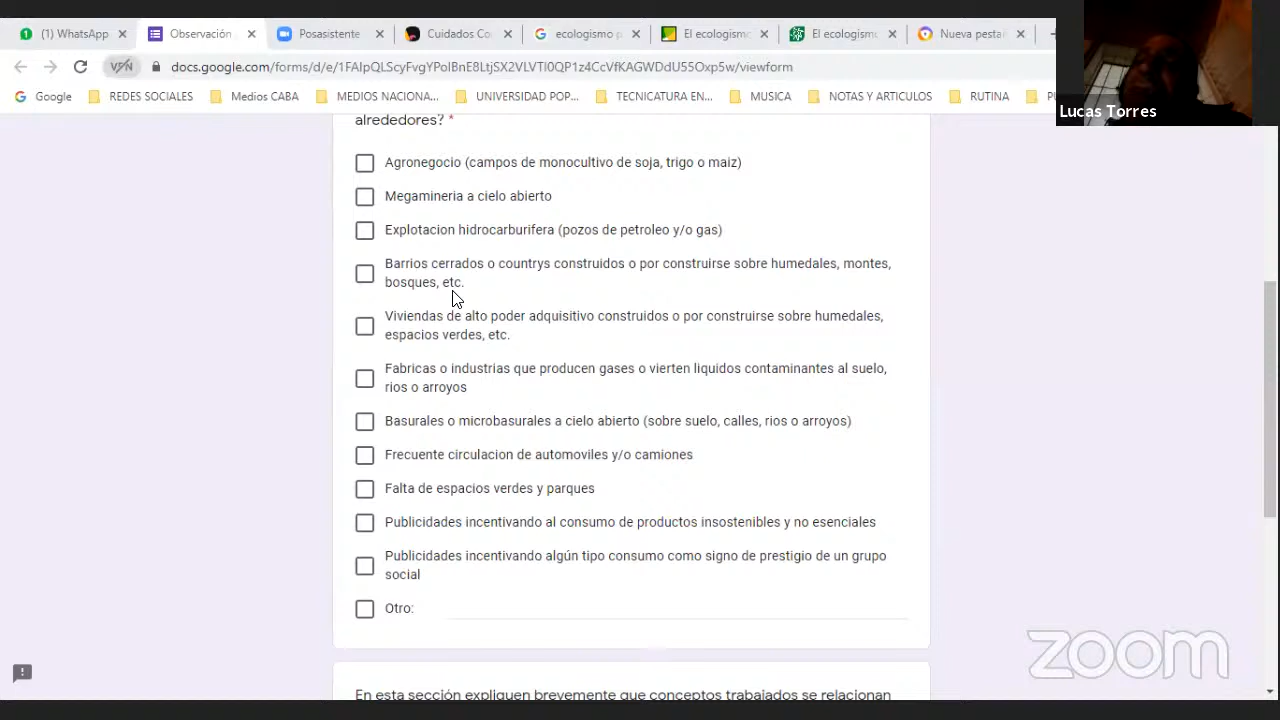 (1) WhatsApp
Observación
Posasistente
Cuidados Co
ecologismo p
El ecologismo
El ecologismo
Nueva pesta
VPN
docs.google.com/forms/d/e/1FAIpQLScyFvgYPoIBnE8LtjSX2VLVTl0QP1z4CcVfKAGWDdU55Oxp5w/viewform
Google
REDES SOCIALES
Medios CABA
MEDIOS NACIONA...
UNIVERSIDAD POP...
TECNICATURA EN...
MUSICA
NOTAS Y ARTICULOS
RUTINA
Lucas Torres
alrededores? *
Agronegocio (campos de monocultivo de soja, trigo o maiz)
Megamineria a cielo abierto
Explotacion hidrocarburifera (pozos de petroleo y/o gas)
Barrios cerrados o countrys construidos o por construirse sobre humedales, montes,
bosques, etc.
Viviendas de alto poder adquisitivo construidos o por construirse sobre humedales,
espacios verdes, etc.
Fabricas o industrias que producen gases o vierten liquidos contaminantes al suelo,
rios o arroyos
Basurales o microbasurales a cielo abierto (sobre suelo, calles, rios o arroyos)
Frecuente circulacion de automoviles y/o camiones
Falta de espacios verdes y parques
Publicidades incentivando al consumo de productos insostenibles y no esenciales
Publicidades incentivando algún tipo consumo como signo de prestigio de un grupo
social
Otro:
zoom
En esta sección expliquen brevemente que conceptos trabajados se relacionan